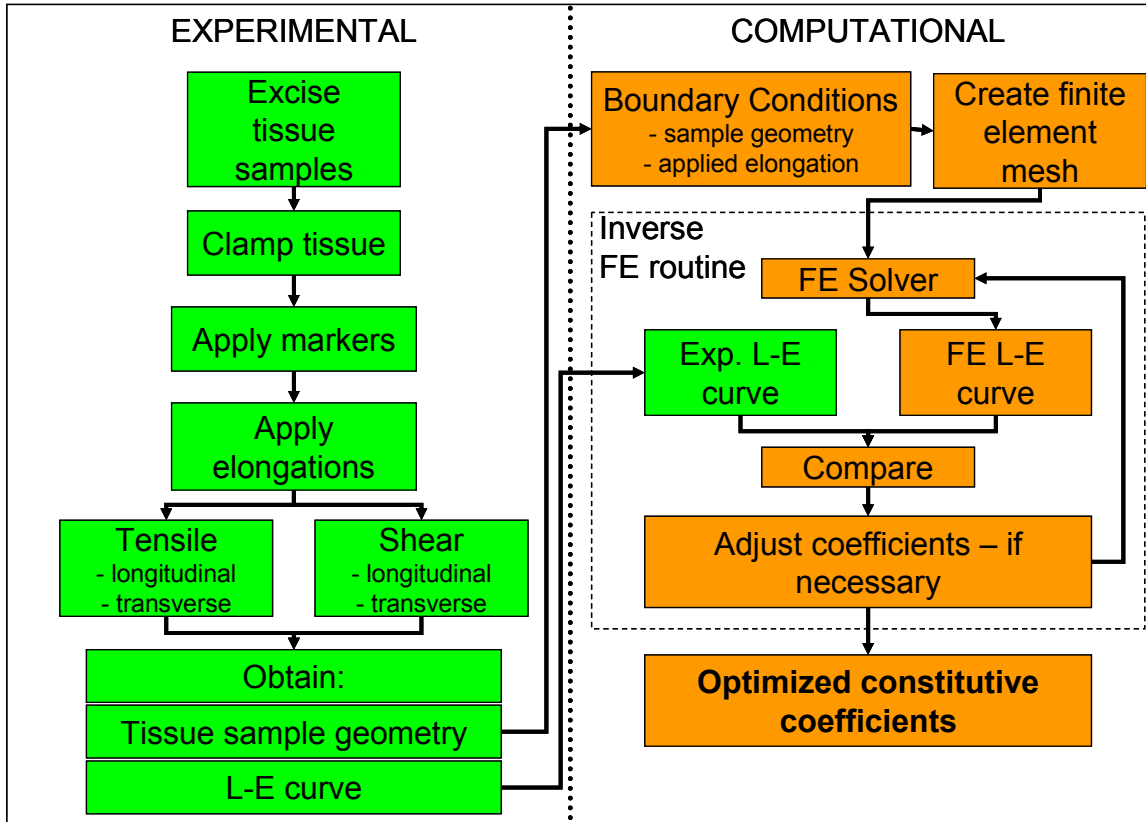 EXPERIMENTAL
Excise
tissue
samples
Clamp tissue
Apply markers
Apply
elongations
Tensile
- longitudinal
- transverse
Shear
- longitudinal
- transverse
Obtain:
Tissue sample geometry
L-E curve
COMPUTATIONAL
Boundary Conditions
- sample geometry
- applied elongation
Create finite
element
mesh
Inverse
FE routine
FE Solver
Exp. L-E
curve
FE L-E
curve
Compare
Adjust coefficients – if
necessary
Optimized constitutive
coefficients